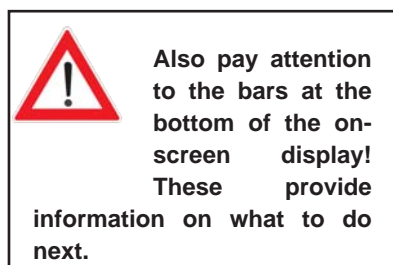 Also pay attention
to the bars at the
bottom of the on-
screen display!
These provide
information on what to do
next.